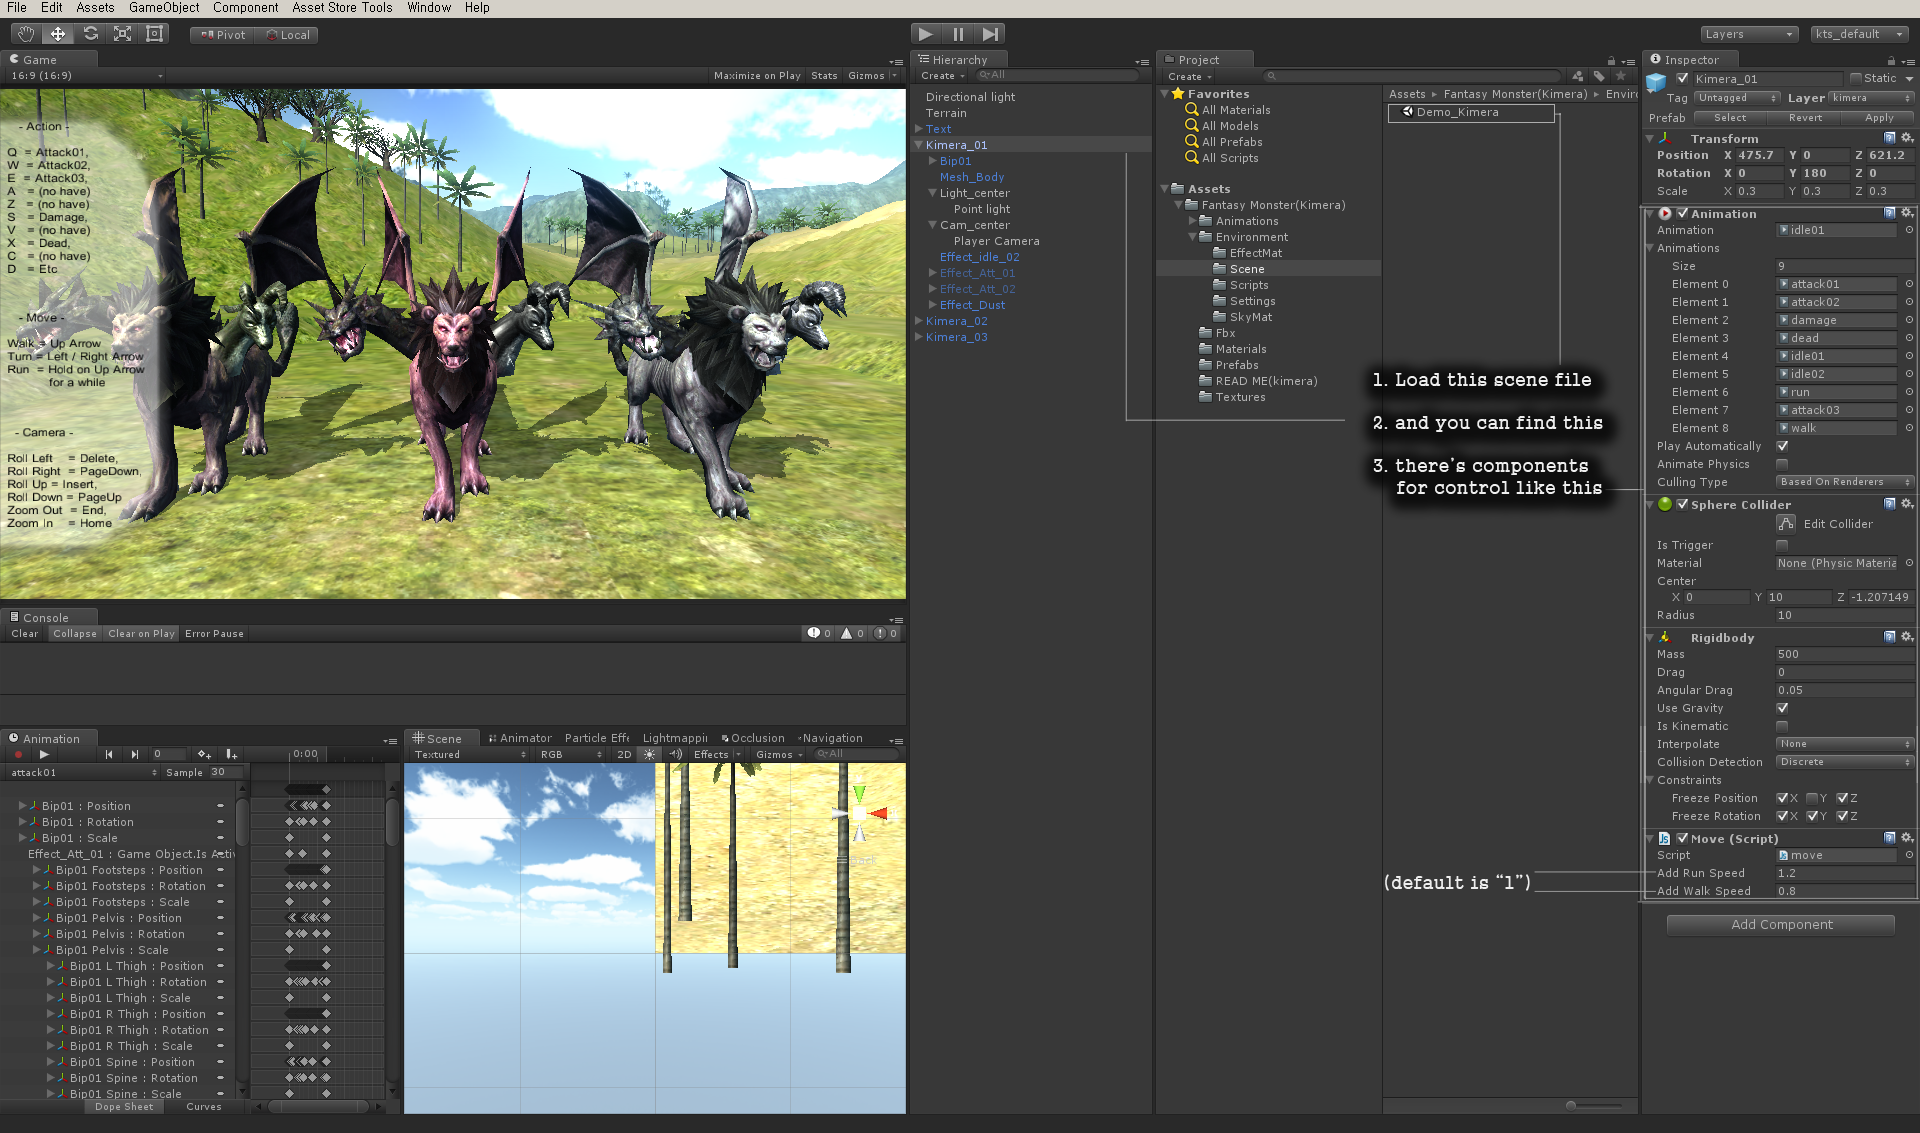 File Edit Assets GameObject Component Asset Store Tools Window Help
Pivot Local
Layers kts_default
Game
16:9 (16:9) Maximize on Play Stats Gizmos
- Action -
Q = Attack01,
W = Attack02,
E = Attack03,
A = (no have)
Z = (no have)
S = Damage,
V = (no have)
X = Dead,
C = (no have)
D = Etc
- Move -
Walk = Up Arrow
Turn = Left / Right Arrow
Run = Hold on Up Arrow
for a while
- Camera -
Roll Left = Delete,
Roll Right = PageDown,
Roll Up = Insert,
Roll Down = PageUp
Zoom Out = End,
Zoom In = Home
Console
Clear Collapse Clear on Play Error Pause 0 0 0
Animation
0 0:00
attack01 Sample 30
Bip01 : Position
Bip01 : Rotation
Bip01 : Scale
Effect_Att_01 : Game Object.Is Activ
Bip01 Footsteps : Position
Bip01 Footsteps : Rotation
Bip01 Footsteps : Scale
Bip01 Pelvis : Position
Bip01 Pelvis : Rotation
Bip01 Pelvis : Scale
Bip01 L Thigh : Position
Bip01 L Thigh : Rotation
Bip01 L Thigh : Scale
Bip01 R Thigh : Position
Bip01 R Thigh : Rotation
Bip01 R Thigh : Scale
Bip01 Spine : Position
Bip01 Spine : Rotation
Bip01 Spine : Scale
Dope Sheet Curves
Scene Animator Particle Effe Lightmappi Occlusion Navigation
Textured RGB 2D Effects Gizmos All
Back
Hierarchy
Create All
Directional light
Terrain
Text
Kimera_01
Bip01
Mesh_Body
Light_center
Point light
Cam_center
Player Camera
Effect_idle_02
Effect_Att_01
Effect_Att_02
Effect_Dust
Kimera_02
Kimera_03
Project
Create
Favorites
All Materials
All Models
All Prefabs
All Scripts
Assets
Fantasy Monster(Kimera)
Animations
Environment
EffectMat
Scene
Scripts
Settings
SkyMat
Fbx
Materials
Prefabs
READ ME(kimera)
Textures
Assets Fantasy Monster(Kimera) Enviro
Demo_Kimera
1. Load this scene file
2. and you can find this
3. there's components
for control like this
(default is "1")
Inspector
Kimera_01 Static
Tag Untagged Layer kimera
Prefab Select Revert Apply
Transform
Position X 475.7 Y 0 Z 621.2
Rotation X 0 Y 180 Z 0
Scale X 0.3 Y 0.3 Z 0.3
Animation
Animation idle01
Animations
Size 9
Element 0 attack01
Element 1 attack02
Element 2 damage
Element 3 dead
Element 4 idle01
Element 5 idle02
Element 6 run
Element 7 attack03
Element 8 walk
Play Automatically
Animate Physics
Culling Type Based On Renderers
Sphere Collider
Edit Collider
Is Trigger
Material None (Physic Materia
Center
X 0 Y 10 Z -1.207149
Radius 10
Rigidbody
Mass 500
Drag 0
Angular Drag 0.05
Use Gravity
Is Kinematic
Interpolate None
Collision Detection Discrete
Constraints
Freeze Position X Y Z
Freeze Rotation X Y Z
Move (Script)
Script move
Add Run Speed 1.2
Add Walk Speed 0.8
Add Component